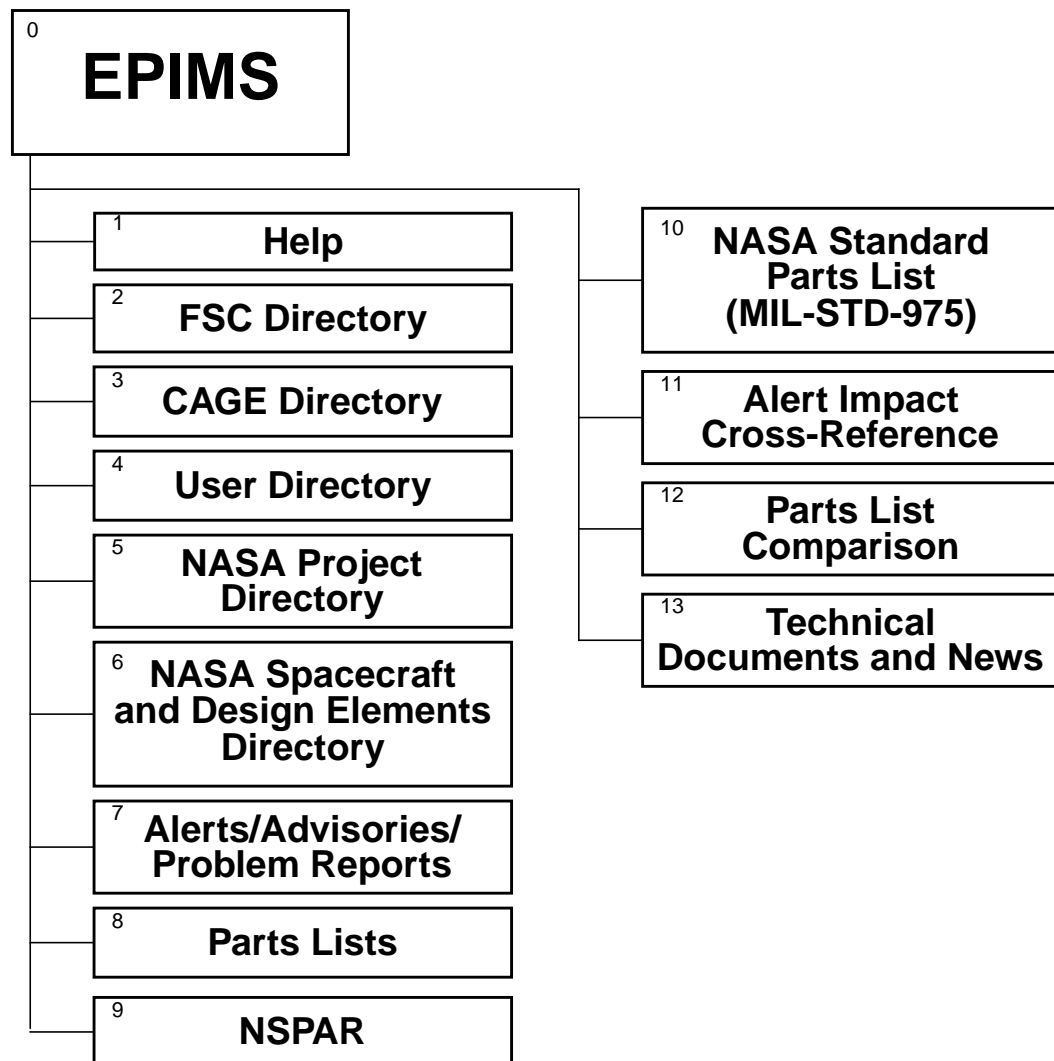 0
EPIMS
1
Help
2
FSC Directory
3
CAGE Directory
4
User Directory
5
NASA Project
Directory
6
NASA Spacecraft
and Design Elements
Directory
7
Alerts/Advisories/
Problem Reports
8
Parts Lists
9
NSPAR
10
NASA Standard
Parts List
(MIL-STD-975)
11
Alert Impact
Cross-Reference
12
Parts List
Comparison
13
Technical
Documents and News